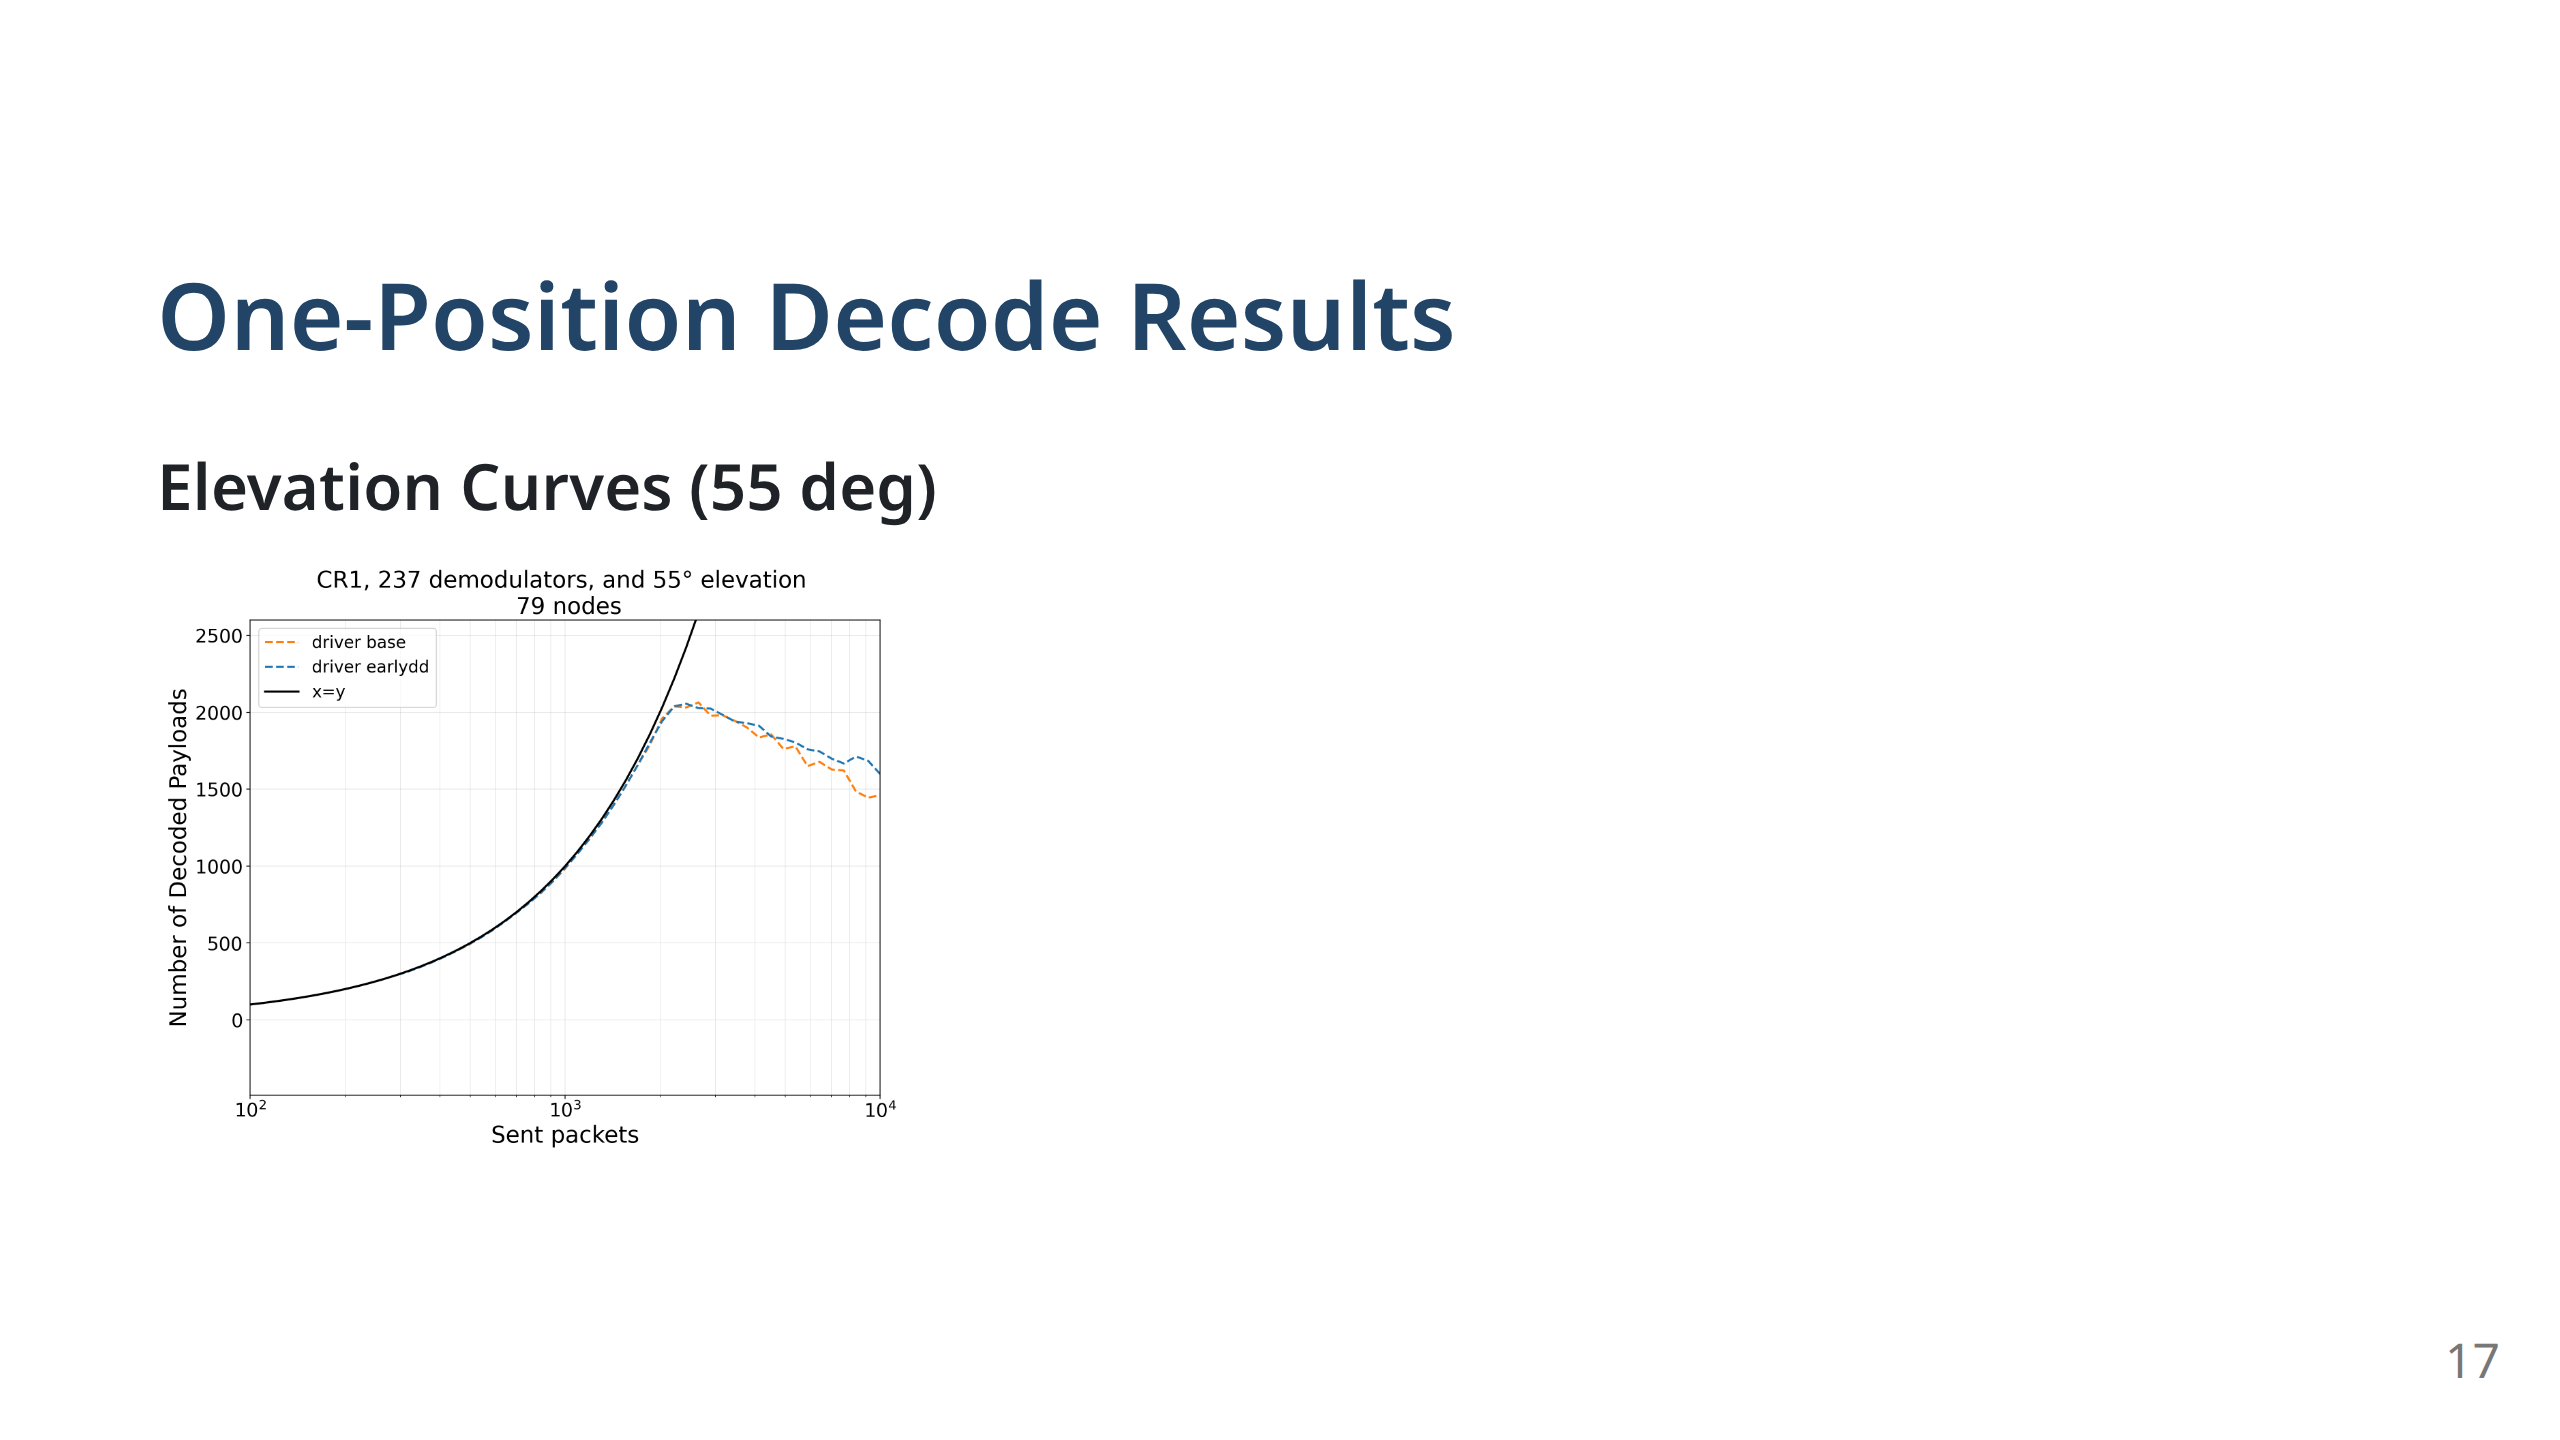 One-Position Decode Results
Elevation Curves (55 deg)
CR1, 237 demodulators, and 55° elevation
79 nodes
driver base
driver earlydd
x=y
Number of Decoded Payloads
2500
2000
1500
1000
500
0
10² 10³ 10⁴
Sent packets
17